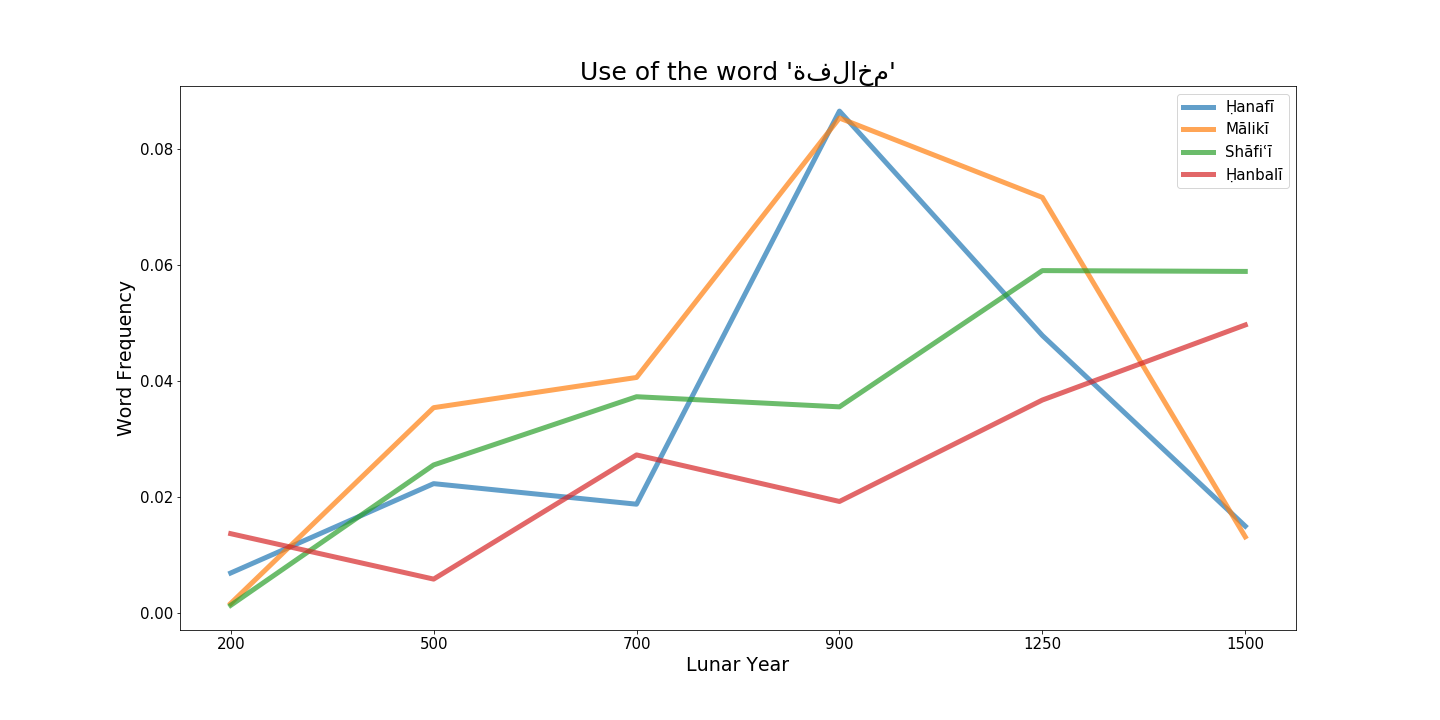 Use of the word 'مخالفة'
Ḥanafī
Mālikī
Shāfiʿī
Ḥanbalī
Word Frequency
0.08
0.06
0.04
0.02
0.00
200 500 700 900 1250 1500
Lunar Year